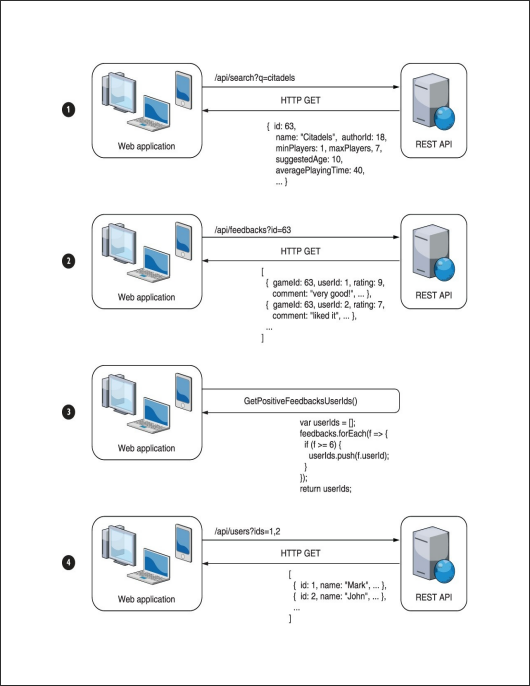 1
/api/search?q=citadels
HTTP GET
Web application
REST API
{ id: 63,
name: "Citadels", authorId: 18,
minPlayers: 1, maxPlayers, 7,
suggestedAge: 10,
averagePlayingTime: 40,
... }
2
/api/feedbacks?id=63
HTTP GET
Web application
REST API
[
{ gameId: 63, userId: 1, rating: 9,
comment: "very good!", ... },
{ gameId: 63, userId: 2, rating: 7,
comment: "liked it", ... },
...
]
3
GetPositiveFeedbacksUserIds()
Web application
var userIds = [];
feedbacks.forEach(f => {
if (f >= 6) {
userIds.push(f.userId);
}
});
return userIds;
4
/api/users?ids=1,2
HTTP GET
Web application
REST API
[
{ id: 1, name: "Mark", ... },
{ id: 2, name: "John", ... },
...
]